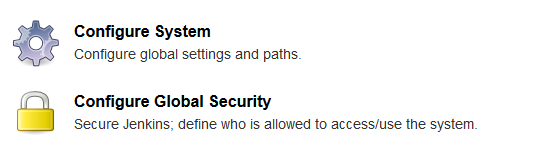 Configure System
Configure global settings and paths.
Configure Global Security
Secure Jenkins; define who is allowed to access/use the system.